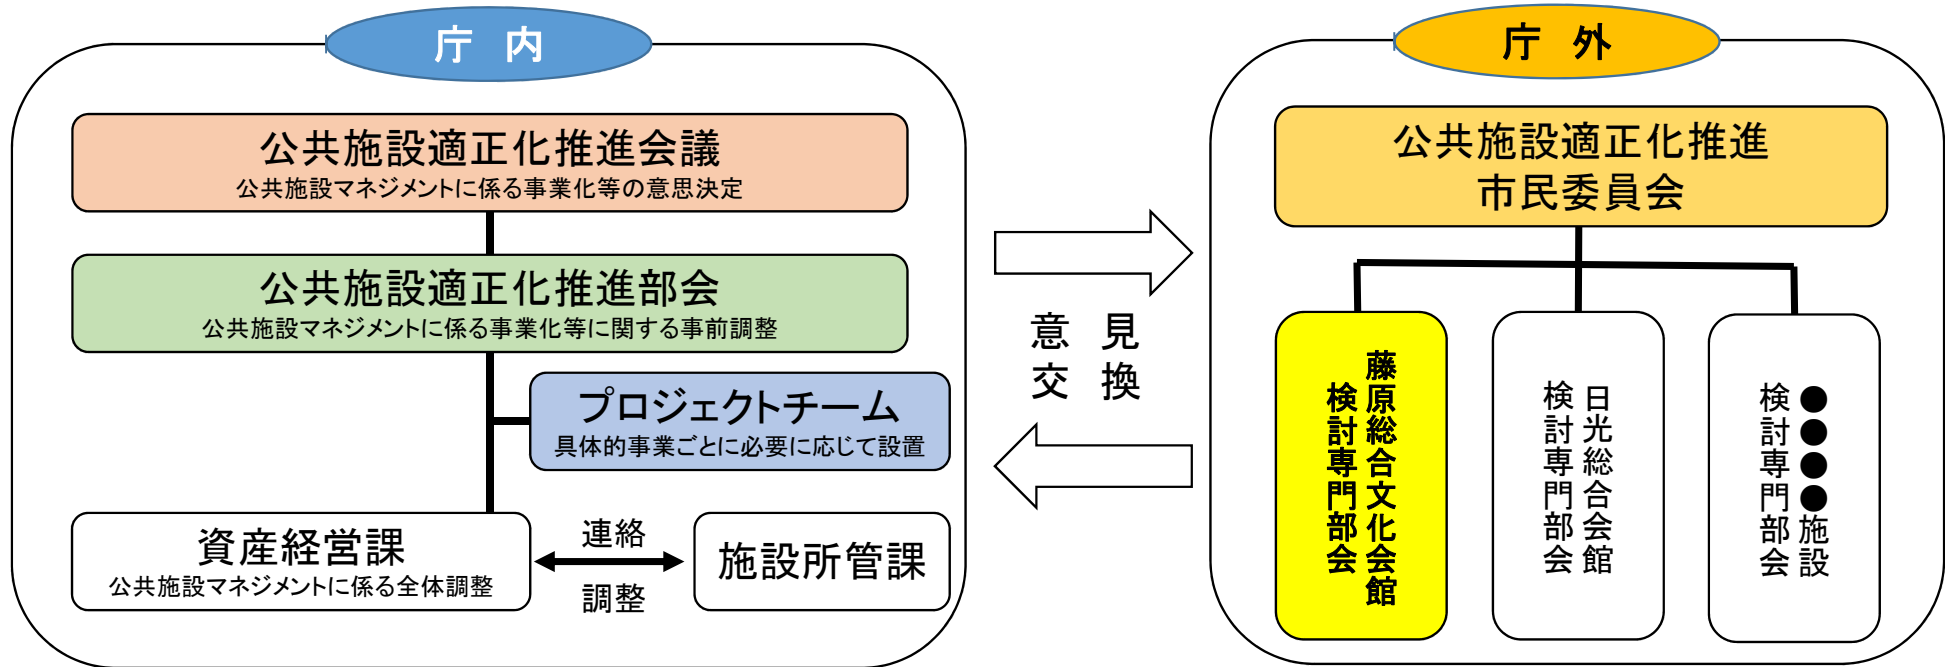 庁 内
公共施設適正化推進会議
公共施設マネジメントに係る事業化等の意思決定
公共施設適正化推進部会
公共施設マネジメントに係る事業化等に関する事前調整
プロジェクトチーム
具体的事業ごとに必要に応じて設置
資産経営課
公共施設マネジメントに係る全体調整
連絡
調整
施設所管課
意 見
交 換
庁 外
公共施設適正化推進
市民委員会
藤原総合文化会館
検討専門部会
日光総合会館
検討専門部会
●●●●施設
検討専門部会